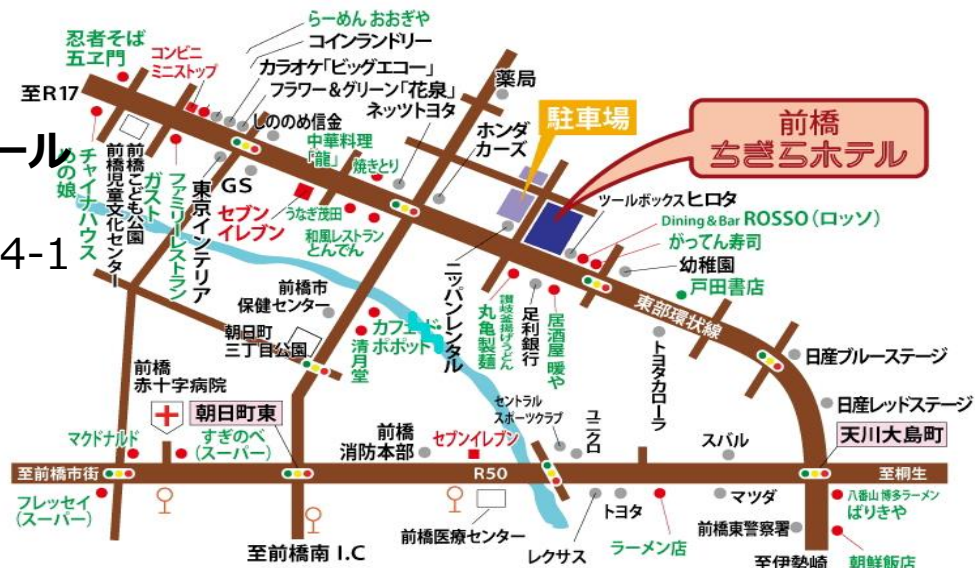 らーめん おおぎや
コインランドリー
カラオケ「ビッグエコー」
フラワー&グリーン「花泉」
ネッツトヨタ
忍者そば
五ヱ門
コンビニ
ミニストップ
至R17
しののめ信金
中華料理
「龍」
焼きとり
薬局
ホンダ
カーズ
駐車場
前橋
ちぎらホテル
ール
4-1
めの娘
チャイナハウス
前橋児童文化センター
前橋こども公園
ガスト
ファミリーレストラン
東京インテリア
GS
セブン
イレブン
うなぎ茂田
和風レストラン
とんでん
ツールボックス ヒロタ
Dining & Bar ROSSO(ロッソ)
がってん寿司
幼稚園
戸田書店
東部環状線
前橋市
保健センター
朝日町
三丁目公園
清月堂
カフェ・ド・
ポポット
ニッパンレンタル
丸亀製麺
讃岐釜揚げうどん
足利銀行
居酒屋 暖や
トヨタカローラ
日産ブルーステージ
日産レッドステージ
前橋
赤十字病院
朝日町東
マクドナルド
すぎのべ
(スーパー)
前橋
消防本部
セブンイレブン
セントラル
スポーツクラブ
ユニクロ
スバル
天川大島町
至前橋市街
R50
至桐生
フレッセイ
(スーパー)
前橋医療センター
レクサス
トヨタ
ラーメン店
マツダ
前橋東警察署
八番山 博多ラーメン
ばりきや
至前橋南 I.C
至伊勢崎
朝鮮飯店